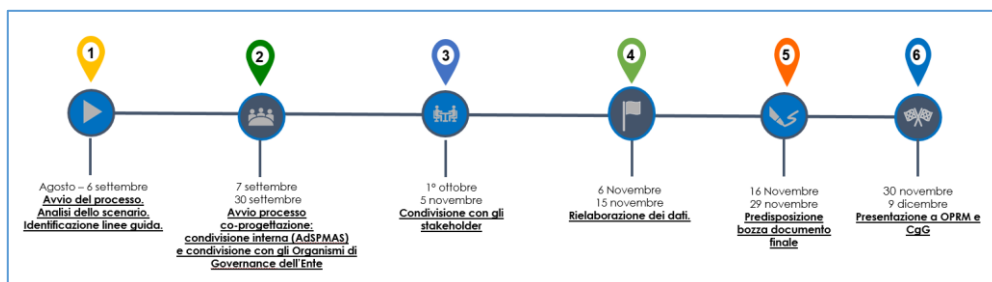 1
2
3
4
5
6
Agosto – 6 settembre
Avvio del processo.
Analisi dello scenario.
Identificazione linee guida.
7 settembre
30 settembre
Avvio processo
co-progettazione:
condivisione interna (AdSPMAS)
e condivisione con gli Organismi di
Governance dell'Ente
1° ottobre
5 novembre
Condivisione con gli
stakeholder
6 Novembre
15 novembre
Rielaborazione dei dati.
16 Novembre
29 novembre
Predisposizione
bozza documento
finale
30 novembre
9 dicembre
Presentazione a OPRM e
CgG